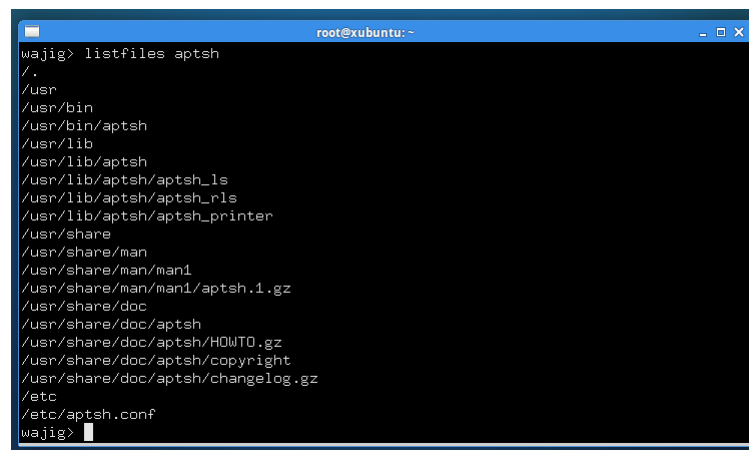 root@xubuntu: ~
wajig> listfiles aptsh
/.
/usr
/usr/bin
/usr/bin/aptsh
/usr/lib
/usr/lib/aptsh
/usr/lib/aptsh/aptsh_ls
/usr/lib/aptsh/aptsh_rls
/usr/lib/aptsh/aptsh_printer
/usr/share
/usr/share/man
/usr/share/man/man1
/usr/share/man/man1/aptsh.1.gz
/usr/share/doc
/usr/share/doc/aptsh
/usr/share/doc/aptsh/HOWTO.gz
/usr/share/doc/aptsh/copyright
/usr/share/doc/aptsh/changelog.gz
/etc
/etc/aptsh.conf
wajig>